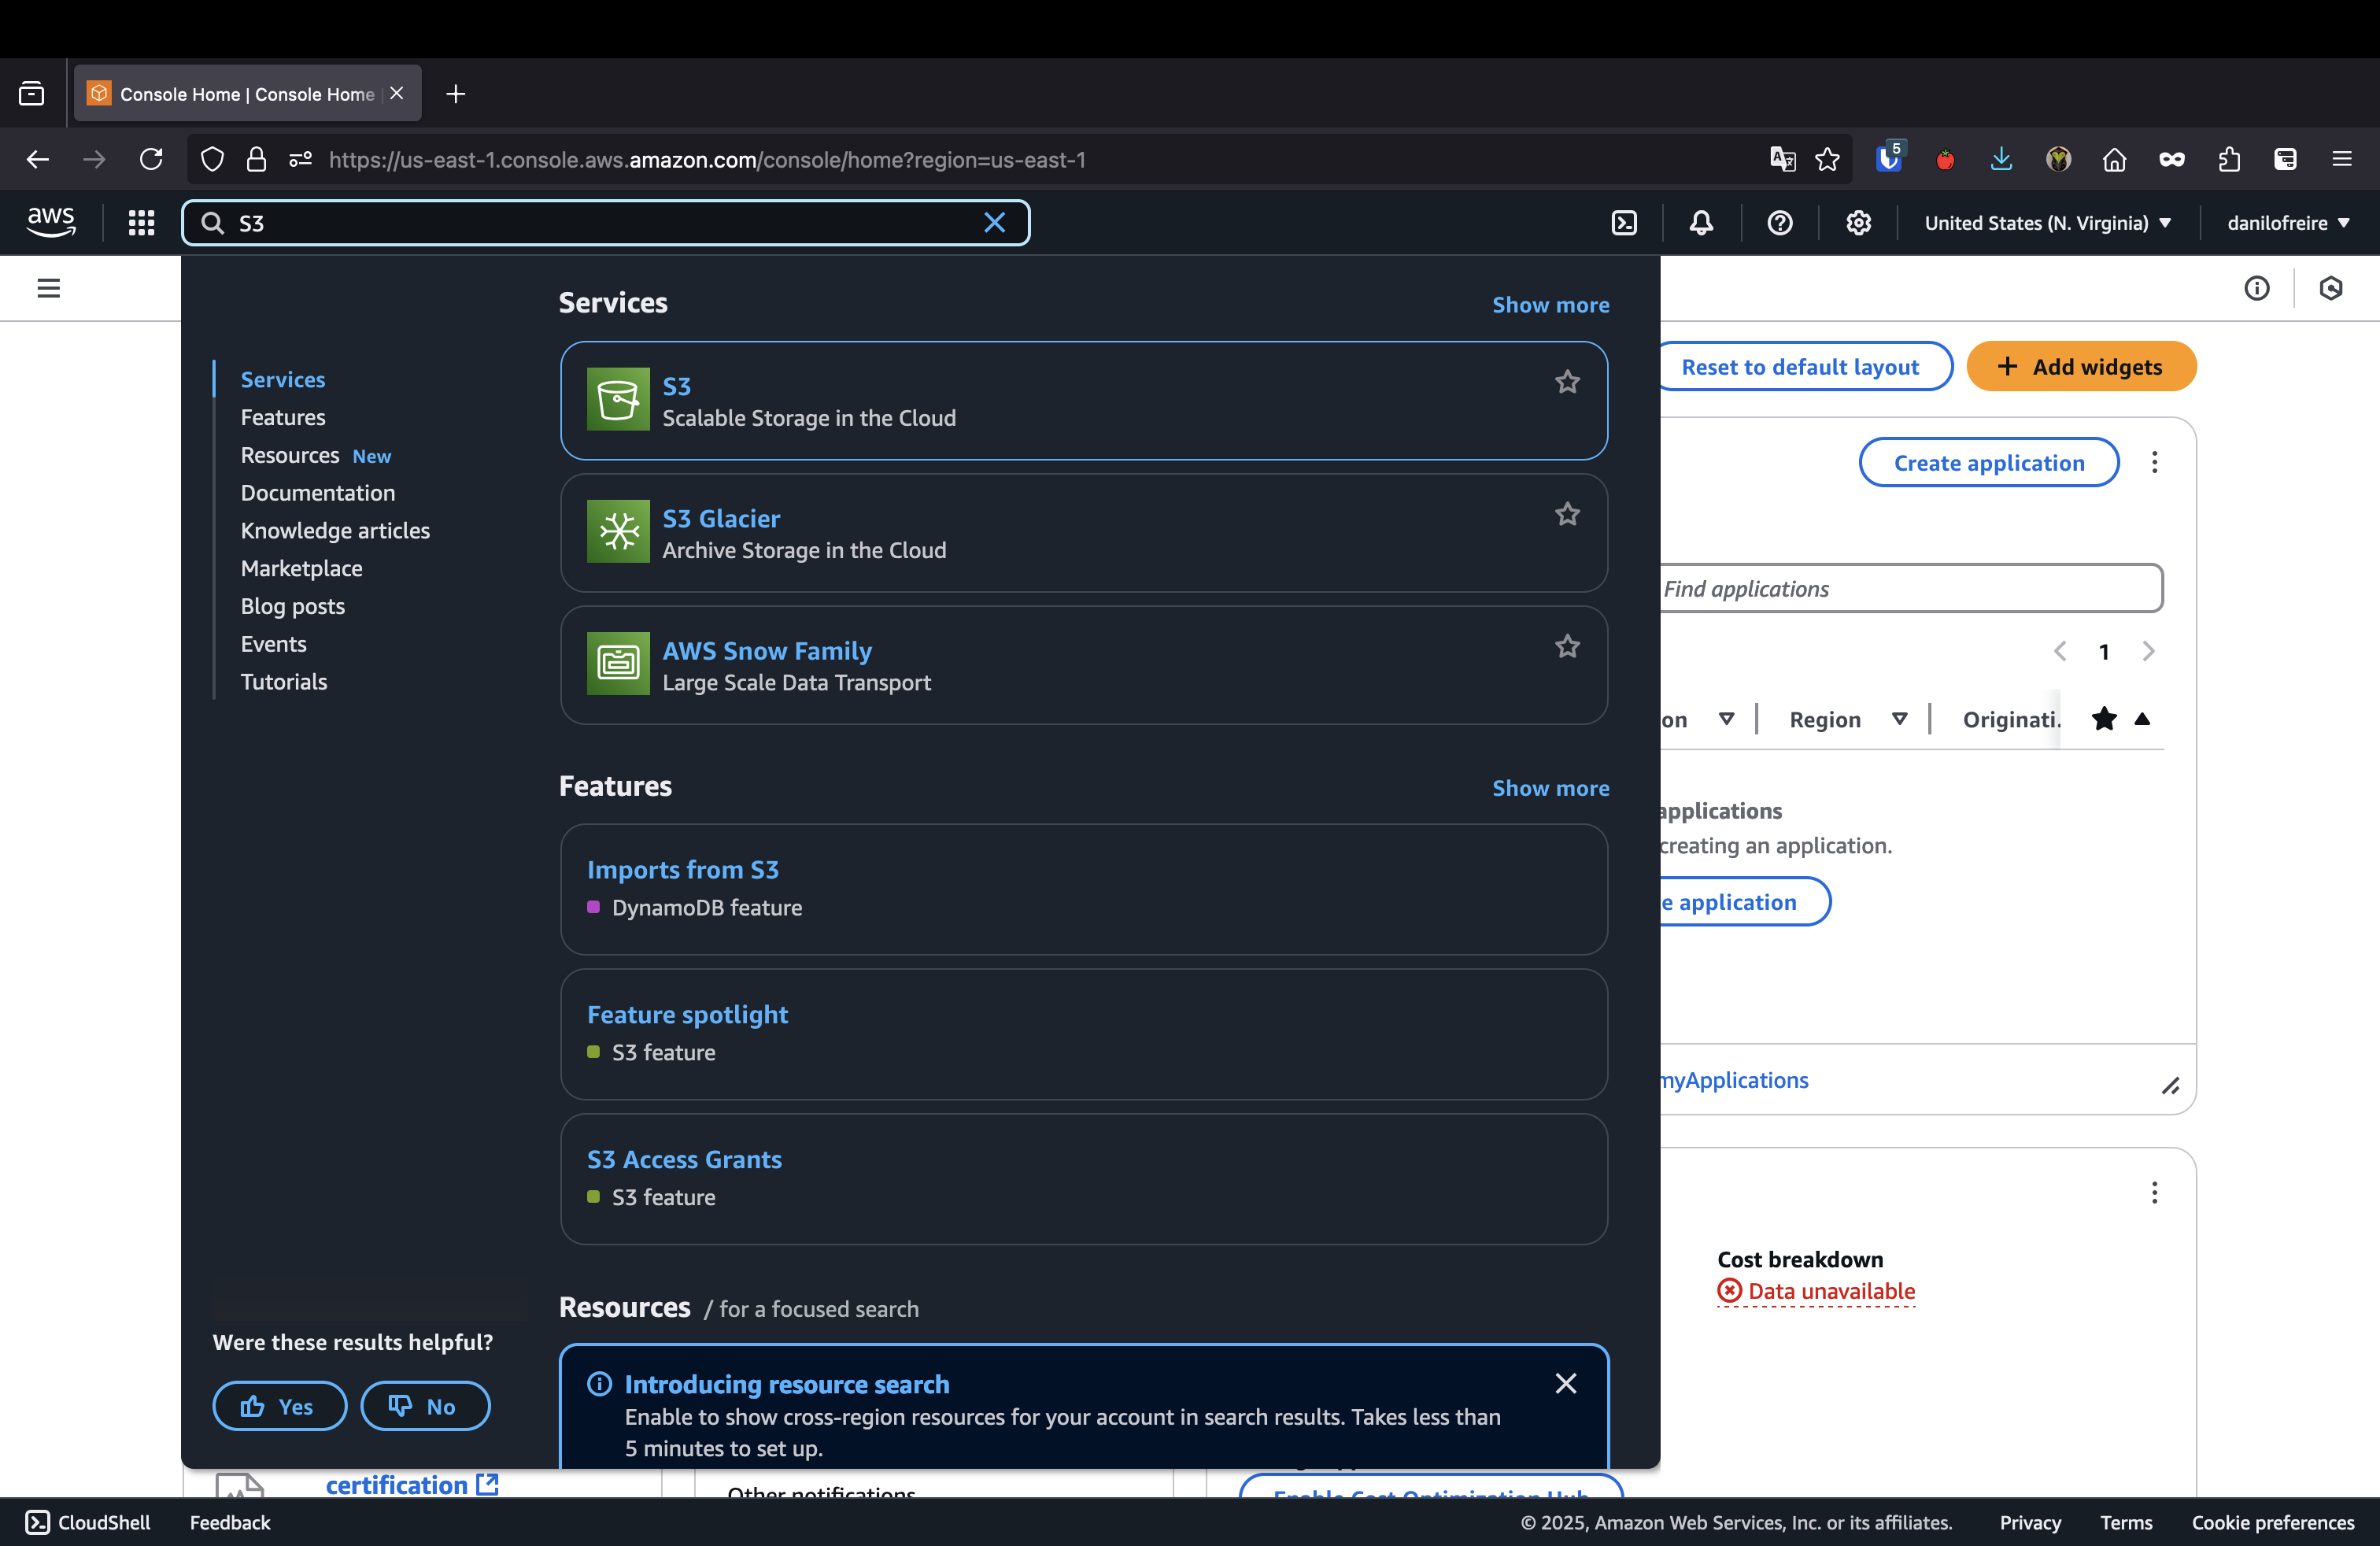 Console Home | Console Home
https://us-east-1.console.aws.amazon.com/console/home?region=us-east-1
5
aws
S3
United States (N. Virginia)
danilofreire
Services
Features
Resources New
Documentation
Knowledge articles
Marketplace
Blog posts
Events
Tutorials
Were these results helpful?
Yes
No
Services
Show more
S3
Scalable Storage in the Cloud
S3 Glacier
Archive Storage in the Cloud
AWS Snow Family
Large Scale Data Transport
Features
Show more
Imports from S3
DynamoDB feature
Feature spotlight
S3 feature
S3 Access Grants
S3 feature
Resources / for a focused search
Introducing resource search
Enable to show cross-region resources for your account in search results. Takes less than
5 minutes to set up.
Reset to default layout
Add widgets
Create application
Find applications
1
on
Region
Originati.
applications
creating an application.
e application
myApplications
Cost breakdown
Data unavailable
certification
Other notifications
Enable Cost Optimization Hub
CloudShell
Feedback
© 2025, Amazon Web Services, Inc. or its affiliates.
Privacy
Terms
Cookie preferences